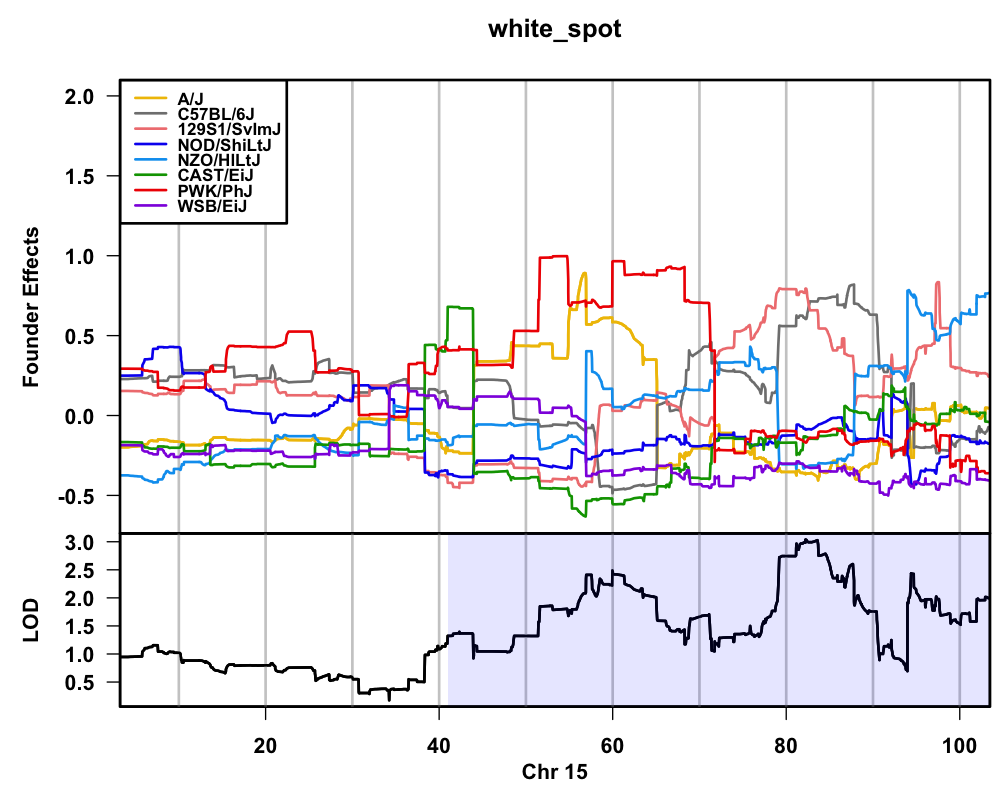 white_spot
2.0
1.5
1.0
0.5
0.0
-0.5
Founder Effects
A/J
C57BL/6J
129S1/SvImJ
NOD/ShiLtJ
NZO/HlLtJ
CAST/EiJ
PWK/PhJ
WSB/EiJ
3.0
2.5
2.0
1.5
1.0
0.5
LOD
20 40 60 80 100
Chr 15